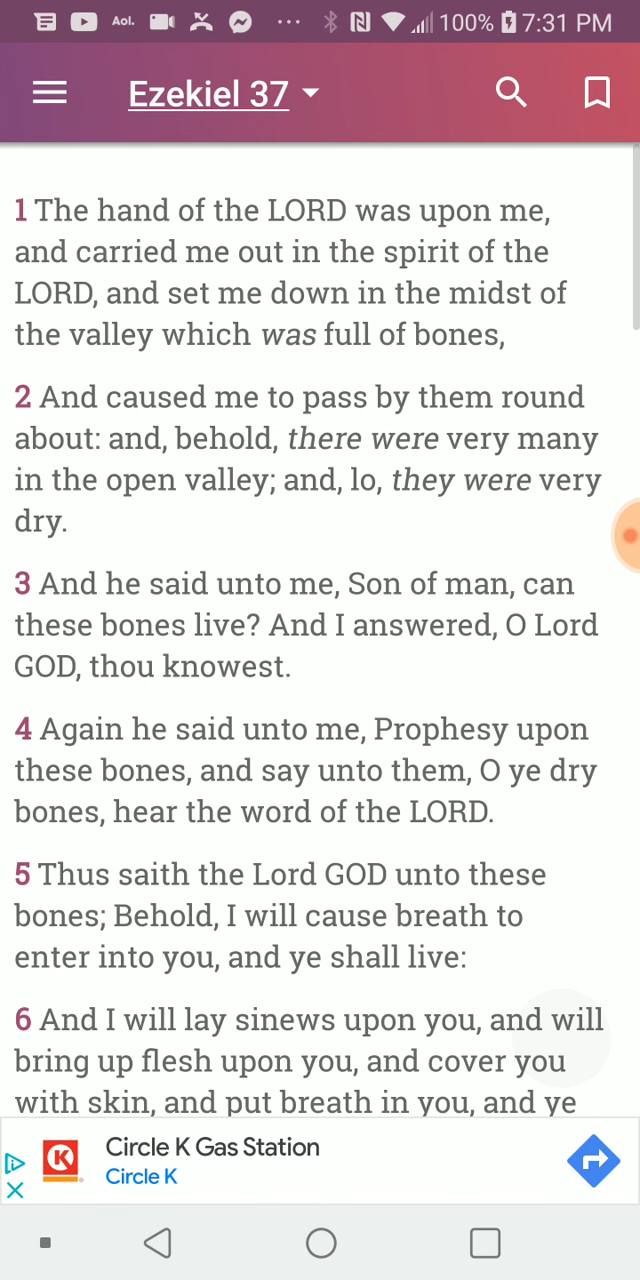 Aol. ... 100% 7:31 PM
Ezekiel 37
1 The hand of the LORD was upon me,
and carried me out in the spirit of the
LORD, and set me down in the midst of
the valley which was full of bones,
2 And caused me to pass by them round
about: and, behold, there were very many
in the open valley; and, lo, they were very
dry.
3 And he said unto me, Son of man, can
these bones live? And I answered, O Lord
GOD, thou knowest.
4 Again he said unto me, Prophesy upon
these bones, and say unto them, O ye dry
bones, hear the word of the LORD.
5 Thus saith the Lord GOD unto these
bones; Behold, I will cause breath to
enter into you, and ye shall live:
6 And I will lay sinews upon you, and will
bring up flesh upon you, and cover you
with skin, and put breath in you, and ye
K
Circle K Gas Station
Circle K